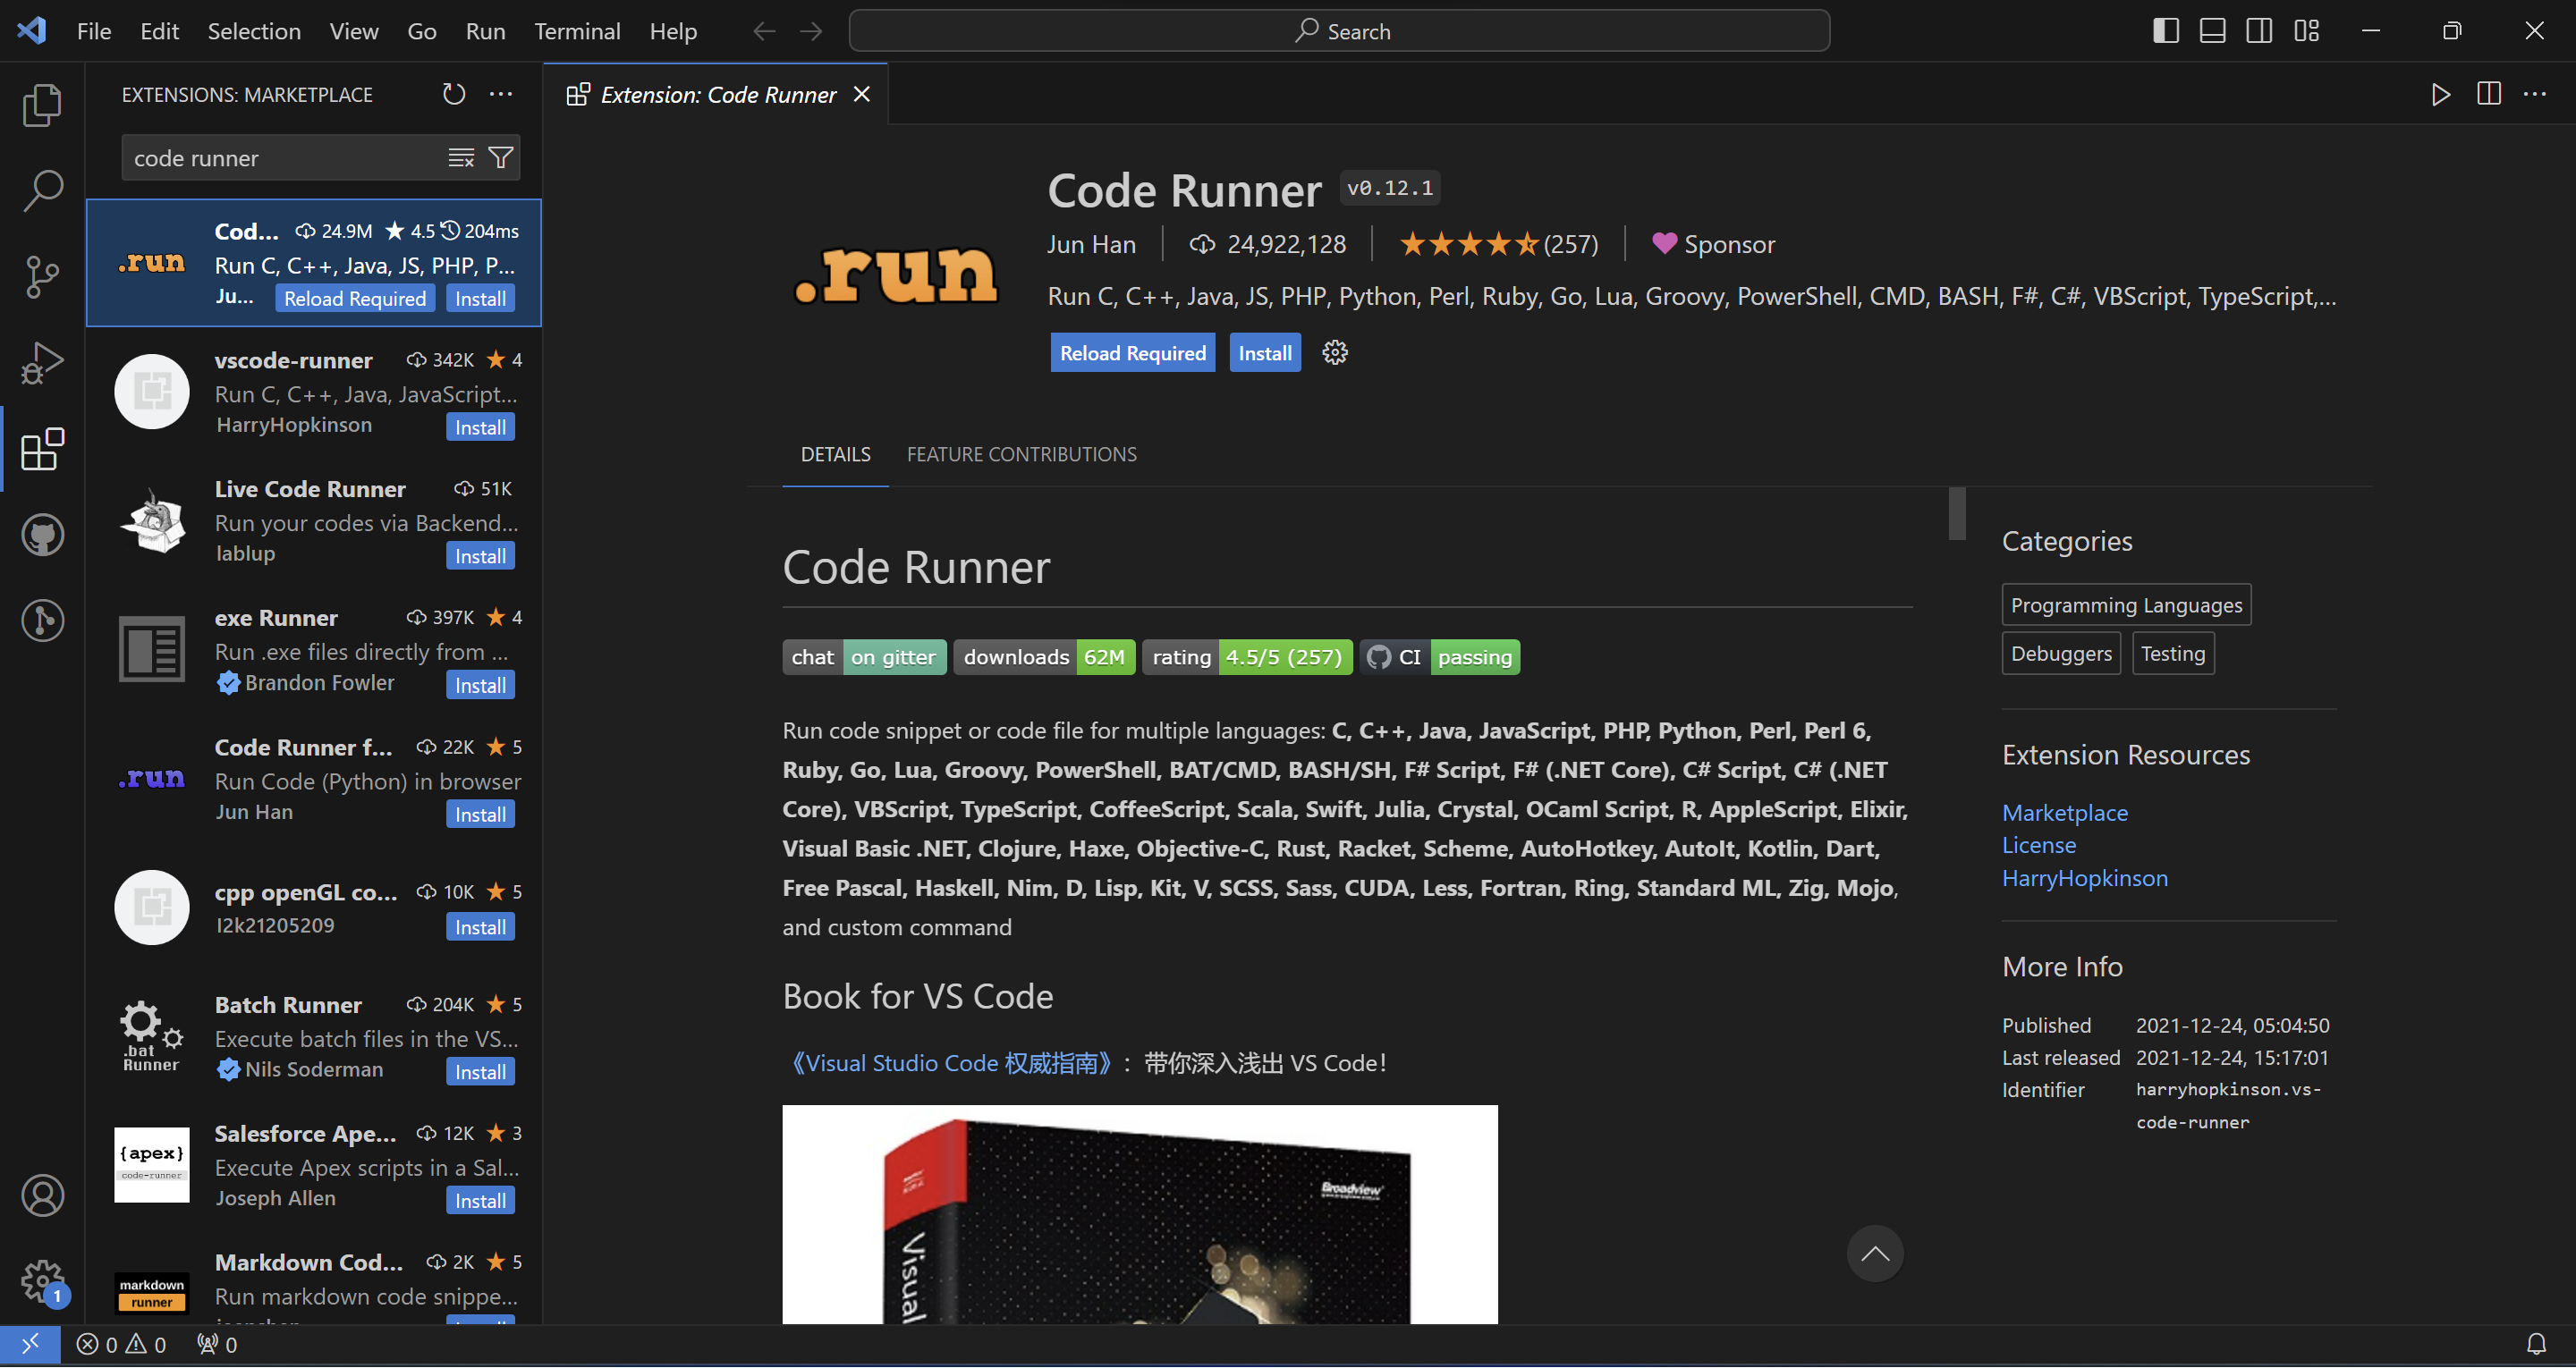 File Edit Selection View Go Run Terminal Help
Search
EXTENSIONS: MARKETPLACE
code runner
Cod... 24.9M 4.5 204ms
.run
Run C, C++, Java, JS, PHP, P...
Ju... Reload Required Install
vscode-runner 342K 4
Run C, C++, Java, JavaScript...
HarryHopkinson Install
Live Code Runner 51K
Run your codes via Backend...
lablup Install
exe Runner 397K 4
Run .exe files directly from ...
Brandon Fowler Install
Code Runner f... 22K 5
.run
Run Code (Python) in browser
Jun Han Install
cpp openGL co... 10K 5
l2k21205209 Install
Batch Runner 204K 5
.bat
Runner
Execute batch files in the VS...
Nils Soderman Install
Salesforce Ape... 12K 3
{apex}
code-runner
Execute Apex scripts in a Sal...
Joseph Allen Install
Markdown Cod... 2K 5
markdown
runner
Run markdown code snippe...
1
0 0 0
Extension: Code Runner
.run
Code Runner v0.12.1
Jun Han 24,922,128 (257) Sponsor
Run C, C++, Java, JS, PHP, Python, Perl, Ruby, Go, Lua, Groovy, PowerShell, CMD, BASH, F#, C#, VBScript, TypeScript,...
Reload Required Install
DETAILS FEATURE CONTRIBUTIONS
Code Runner
chat on gitter downloads 62M rating 4.5/5 (257) CI passing
Run code snippet or code file for multiple languages: C, C++, Java, JavaScript, PHP, Python, Perl, Perl 6,
Ruby, Go, Lua, Groovy, PowerShell, BAT/CMD, BASH/SH, F# Script, F# (.NET Core), C# Script, C# (.NET
Core), VBScript, TypeScript, CoffeeScript, Scala, Swift, Julia, Crystal, OCaml Script, R, AppleScript, Elixir,
Visual Basic .NET, Clojure, Haxe, Objective-C, Rust, Racket, Scheme, AutoHotkey, AutoIt, Kotlin, Dart,
Free Pascal, Haskell, Nim, D, Lisp, Kit, V, SCSS, Sass, CUDA, Less, Fortran, Ring, Standard ML, Zig, Mojo,
and custom command
Book for VS Code
《Visual Studio Code 权威指南》：带你深入浅出 VS Code！
Broadview
Visual
Categories
Programming Languages
Debuggers Testing
Extension Resources
Marketplace
License
HarryHopkinson
More Info
Published 2021-12-24, 05:04:50
Last released 2021-12-24, 15:17:01
Identifier harryhopkinson.vs-
code-runner